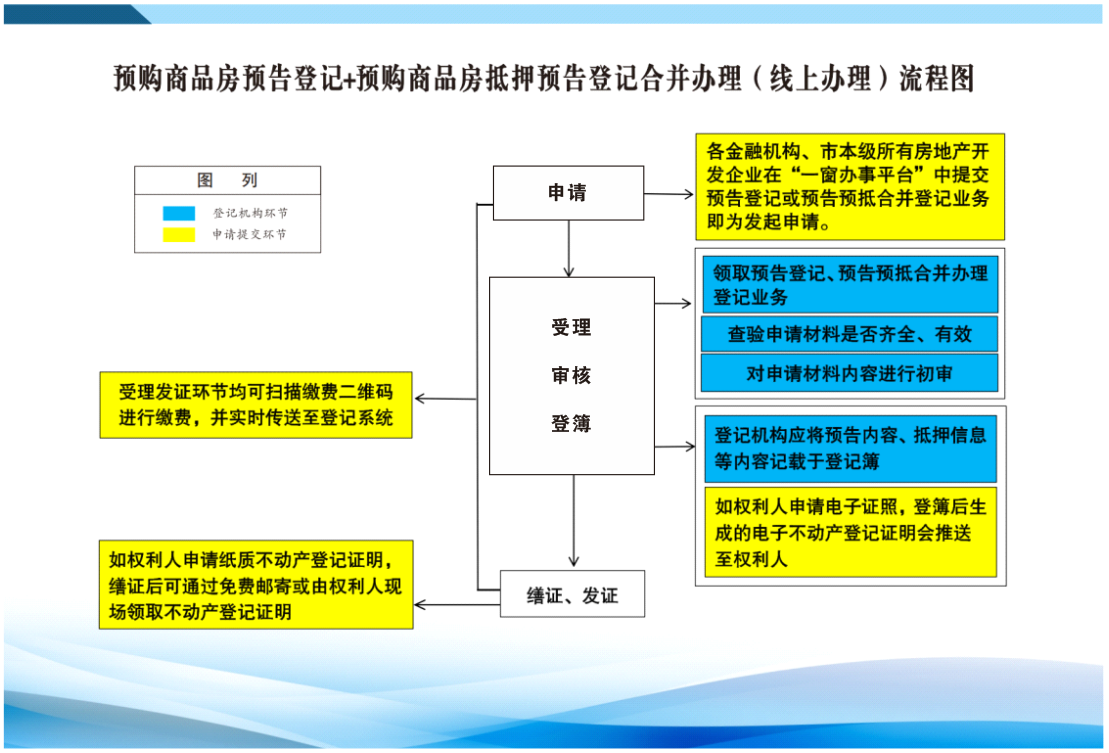 预购商品房预告登记+预购商品房抵押预告登记合并办理（线上办理）流程图
图 列
登记机构环节
申请提交环节
申请
各金融机构、市本级所有房地产开
发企业在“一窗办事平台”中提交
预告登记或预告预抵合并登记业务
即为发起申请。
受理
审核
登簿
领取预告登记、预告预抵合并办理
登记业务
查验申请材料是否齐全、有效
对申请材料内容进行初审
登记机构应将预告内容、抵押信息
等内容记载于登记簿
如权利人申请电子证照，登簿后生
成的电子不动产登记证明会推送
至权利人
受理发证环节均可扫描缴费二维码
进行缴费，并实时传送至登记系统
缮证、发证
如权利人申请纸质不动产登记证明，
缮证后可通过免费邮寄或由权利人现
场领取不动产登记证明